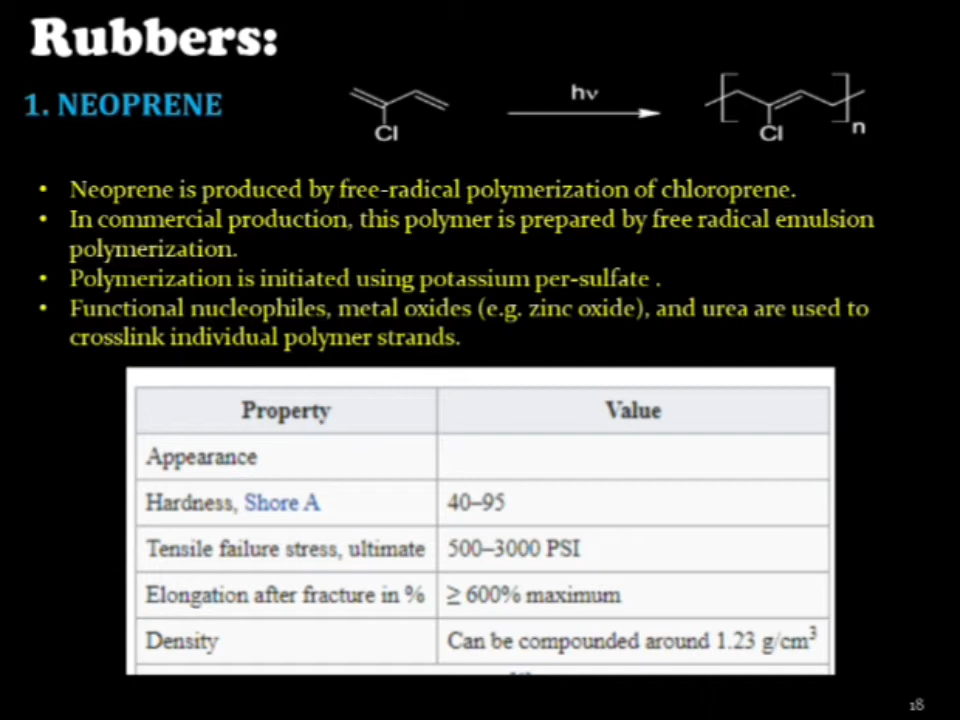 Rubbers:
1. NEOPRENE
Cl
hν
Cl
n
• Neoprene is produced by free-radical polymerization of chloroprene.
• In commercial production, this polymer is prepared by free radical emulsion
polymerization.
• Polymerization is initiated using potassium per-sulfate .
• Functional nucleophiles, metal oxides (e.g. zinc oxide), and urea are used to
crosslink individual polymer strands.
Property Value
Appearance
Hardness, Shore A 40–95
Tensile failure stress, ultimate 500–3000 PSI
Elongation after fracture in % ≥ 600% maximum
Density Can be compounded around 1.23 g/cm³
18